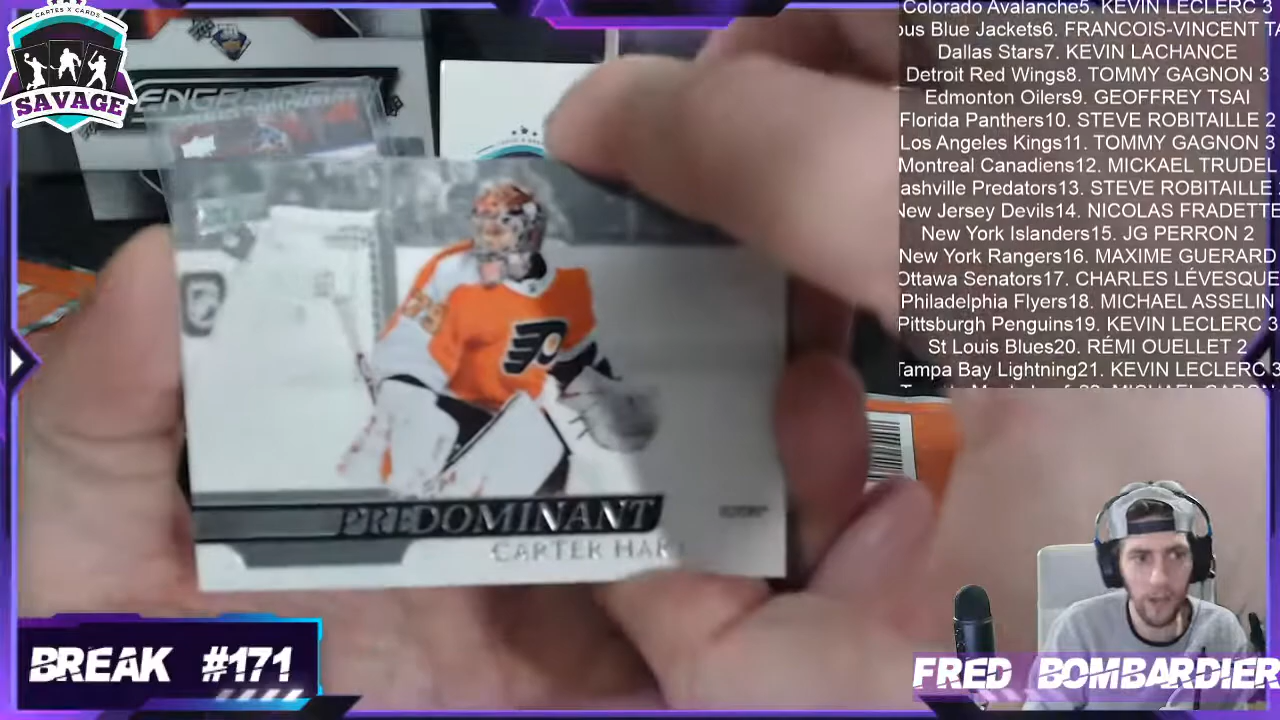 CARTES X CARDS
SAVAGE
Colorado Avalanche5. KEVIN LECLERC 3
ous Blue Jackets6. FRANCOIS-VINCENT TA
Dallas Stars7. KEVIN LACHANCE
Detroit Red Wings8. TOMMY GAGNON 3
Edmonton Oilers9. GEOFFREY TSAI
Florida Panthers10. STEVE ROBITAILLE 2
Los Angeles Kings11. TOMMY GAGNON 3
Montreal Canadiens12. MICKAEL TRUDEL
ashville Predators13. STEVE ROBITAILLE
New Jersey Devils14. NICOLAS FRADETTE
New York Islanders15. JG PERRON 2
New York Rangers16. MAXIME GUERARD
Ottawa Senators17. CHARLES LÉVESQUE
Philadelphia Flyers18. MICHAEL ASSELIN
Pittsburgh Penguins19. KEVIN LECLERC 3
St Louis Blues20. RÉMI OUELLET 2
Tampa Bay Lightning21. KEVIN LECLERC 3
PREDOMINANT
CARTER HAR
BREAK #171
FRED BOMBARDIER